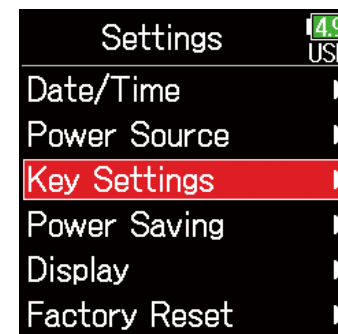 Settings
Date/Time
Power Source
Key Settings
Power Saving
Display
Factory Reset